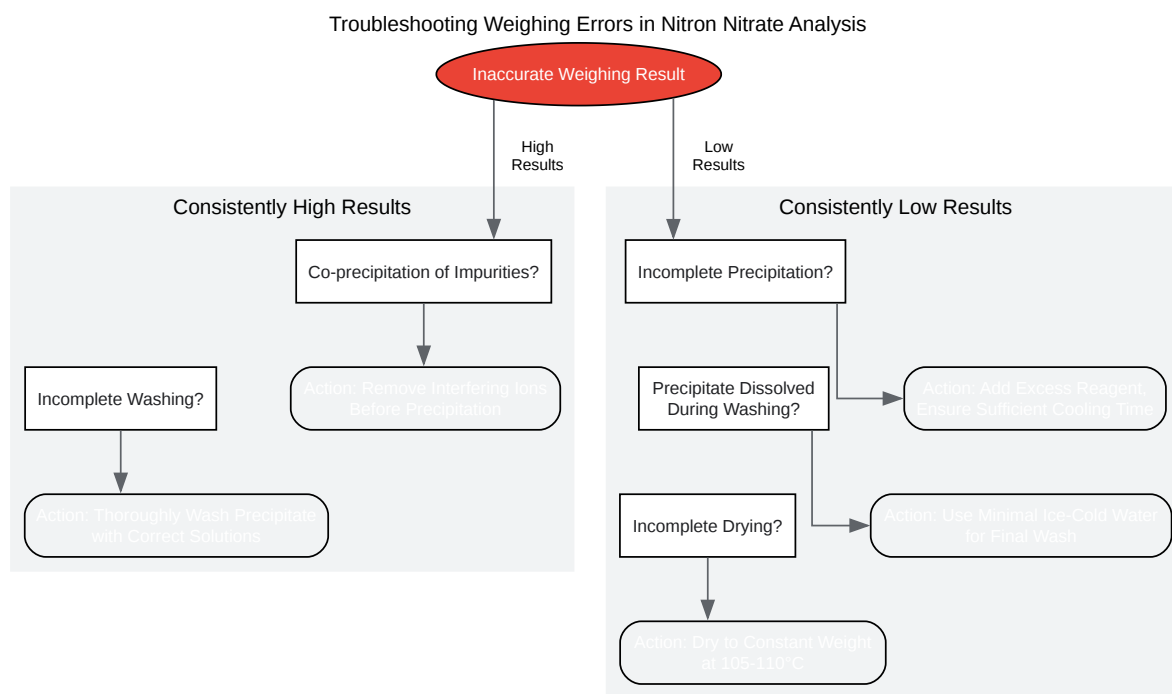 Troubleshooting Weighing Errors in Nitron Nitrate Analysis
Inaccurate Weighing Result
High
Results
Low
Results
Consistently High Results
Co-precipitation of Impurities?
Action: Remove Interfering Ions
Before Precipitation
Incomplete Washing?
Action: Thoroughly Wash Precipitate
with Correct Solutions
Consistently Low Results
Incomplete Precipitation?
Action: Add Excess Reagent,
Ensure Sufficient Cooling Time
Precipitate Dissolved
During Washing?
Action: Use Minimal Ice-Cold Water
for Final Wash
Incomplete Drying?
Action: Dry to Constant Weight
at 105-110°C